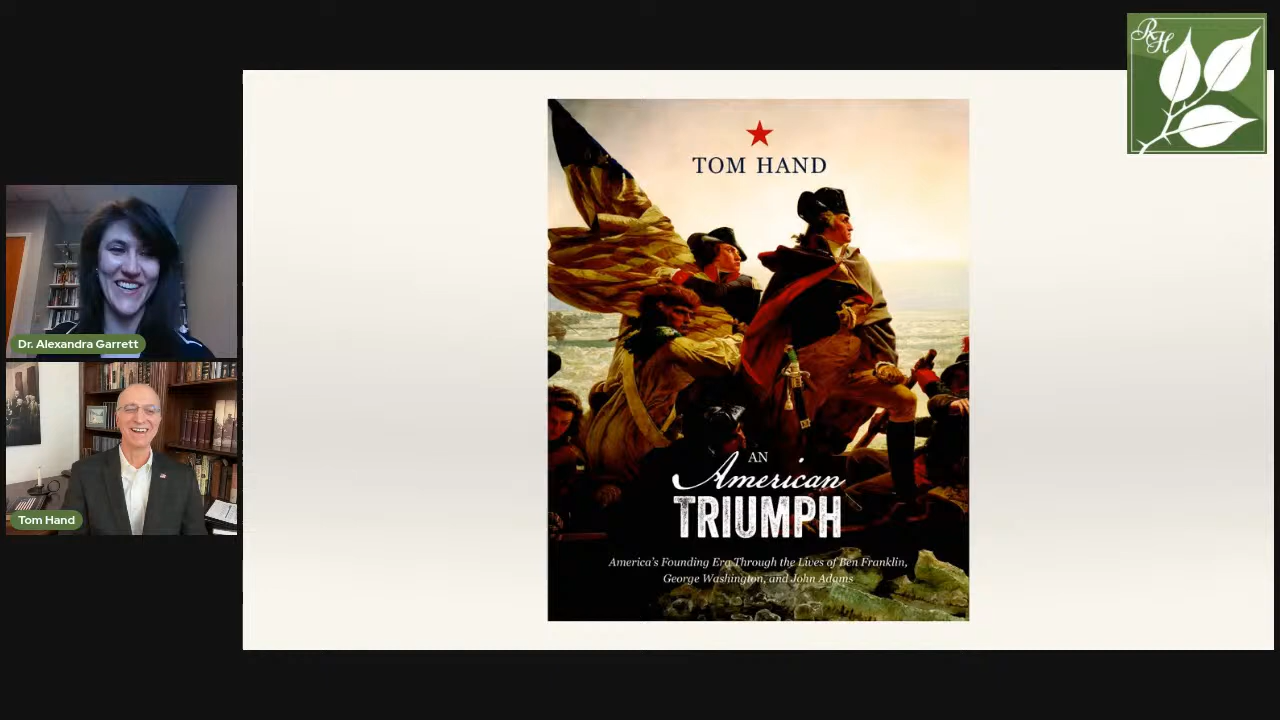 RH
TOM HAND
AN
American
TRIUMPH
America's Founding Era Through the Lives of Ben Franklin,
George Washington, and John Adams
Dr. Alexandra Garrett
Tom Hand